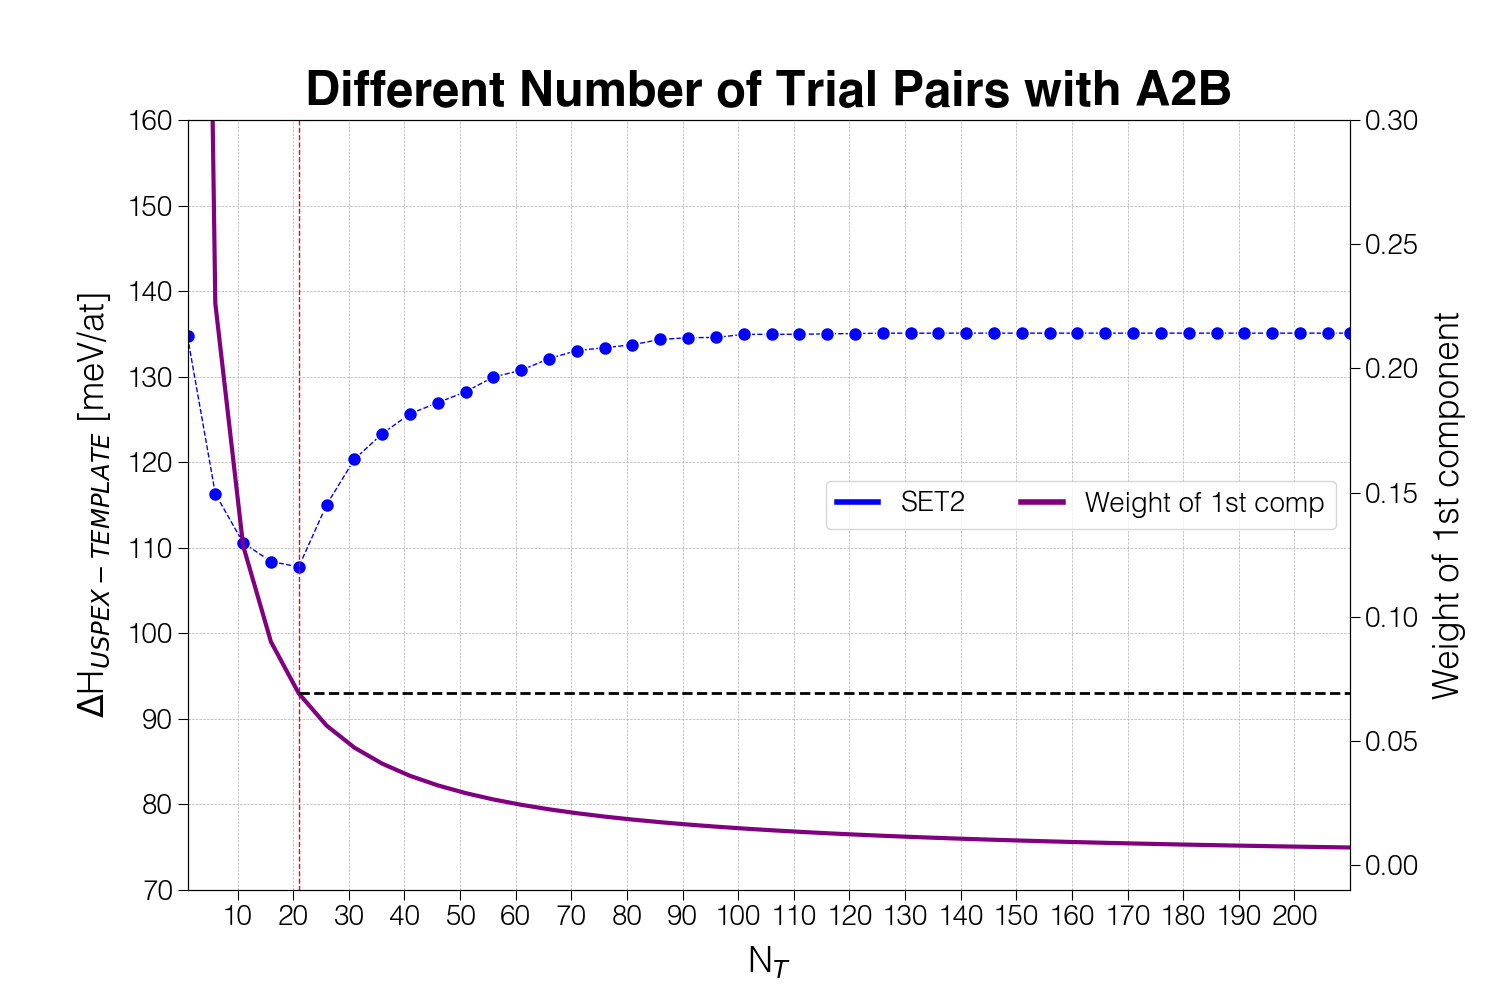 Different Number of Trial Pairs with A2B
160
150
140
130
120
110
100
90
80
70
ΔH_USPEX − TEMPLATE [meV/at]
0.30
0.25
0.20
0.15
0.10
0.05
0.00
Weight of 1st component
SET2 Weight of 1st comp
10 20 30 40 50 60 70 80 90 100 110 120 130 140 150 160 170 180 190 200
N_T